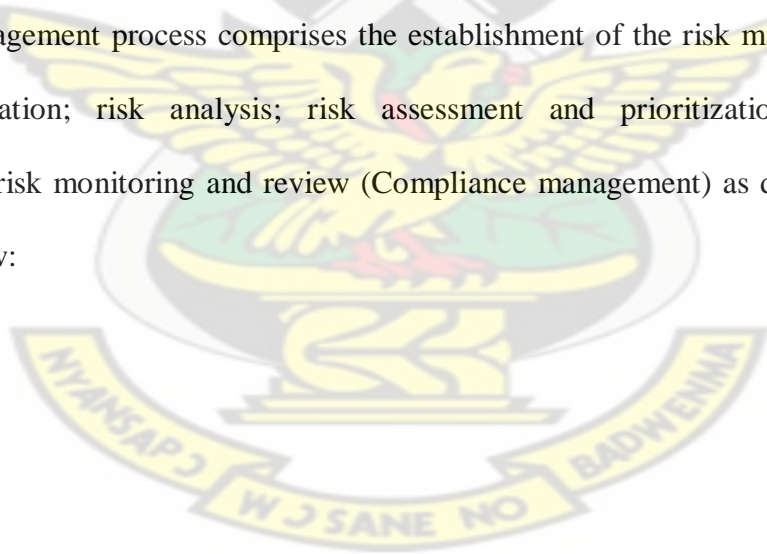 agement process comprises the establishment of the risk m
ation; risk analysis; risk assessment and prioritizatio
risk monitoring and review (Compliance management) as
:
NYANSAPƆ WƆSANE NO BADWENMA